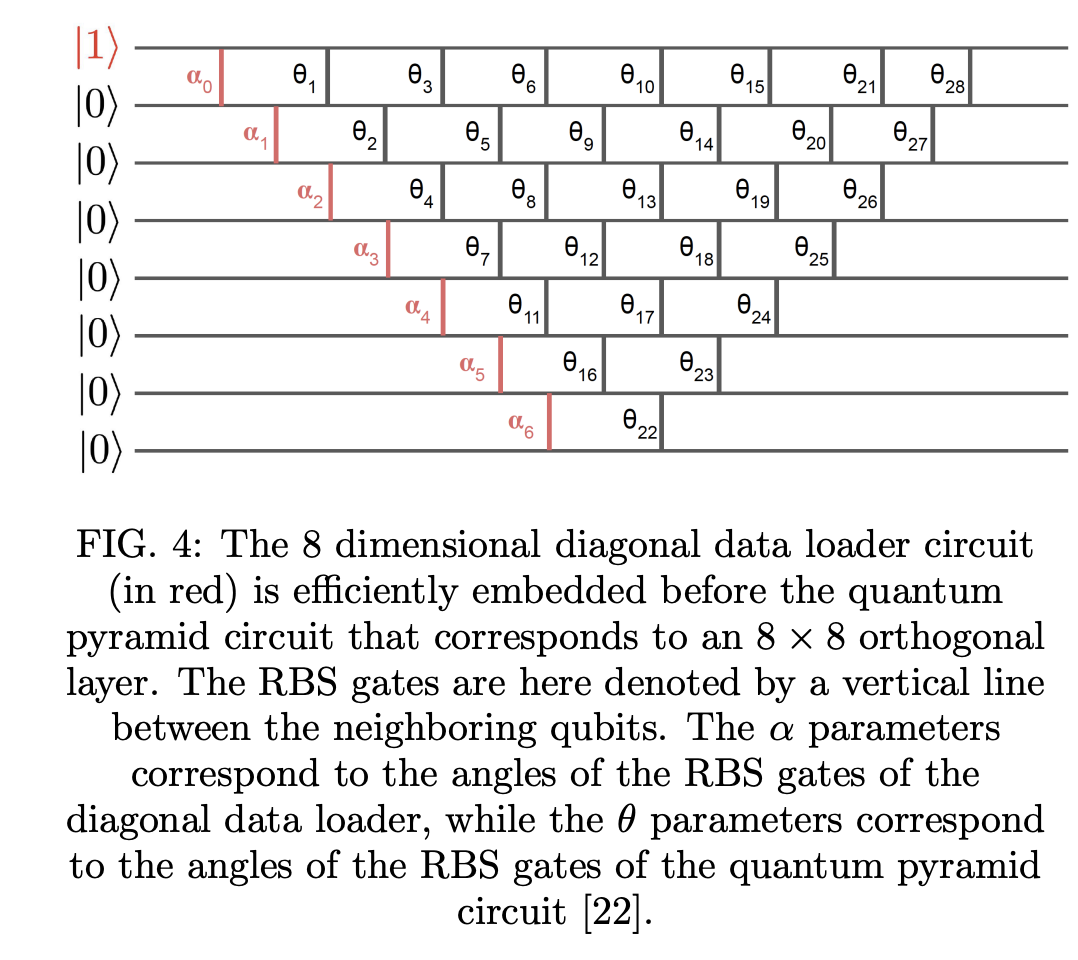 |1⟩
α₀ θ₁ θ₃ θ₆ θ₁₀ θ₁₅ θ₂₁ θ₂₈
|0⟩
α₁ θ₂ θ₅ θ₉ θ₁₄ θ₂₀ θ₂₇
|0⟩
α₂ θ₄ θ₈ θ₁₃ θ₁₉ θ₂₆
|0⟩
α₃ θ₇ θ₁₂ θ₁₈ θ₂₅
|0⟩
α₄ θ₁₁ θ₁₇ θ₂₄
|0⟩
α₅ θ₁₆ θ₂₃
|0⟩
α₆ θ₂₂
|0⟩
FIG. 4: The 8 dimensional diagonal data loader circuit
(in red) is efficiently embedded before the quantum
pyramid circuit that corresponds to an 8 × 8 orthogonal
layer. The RBS gates are here denoted by a vertical line
between the neighboring qubits. The α parameters
correspond to the angles of the RBS gates of the
diagonal data loader, while the θ parameters correspond
to the angles of the RBS gates of the quantum pyramid
circuit [22].